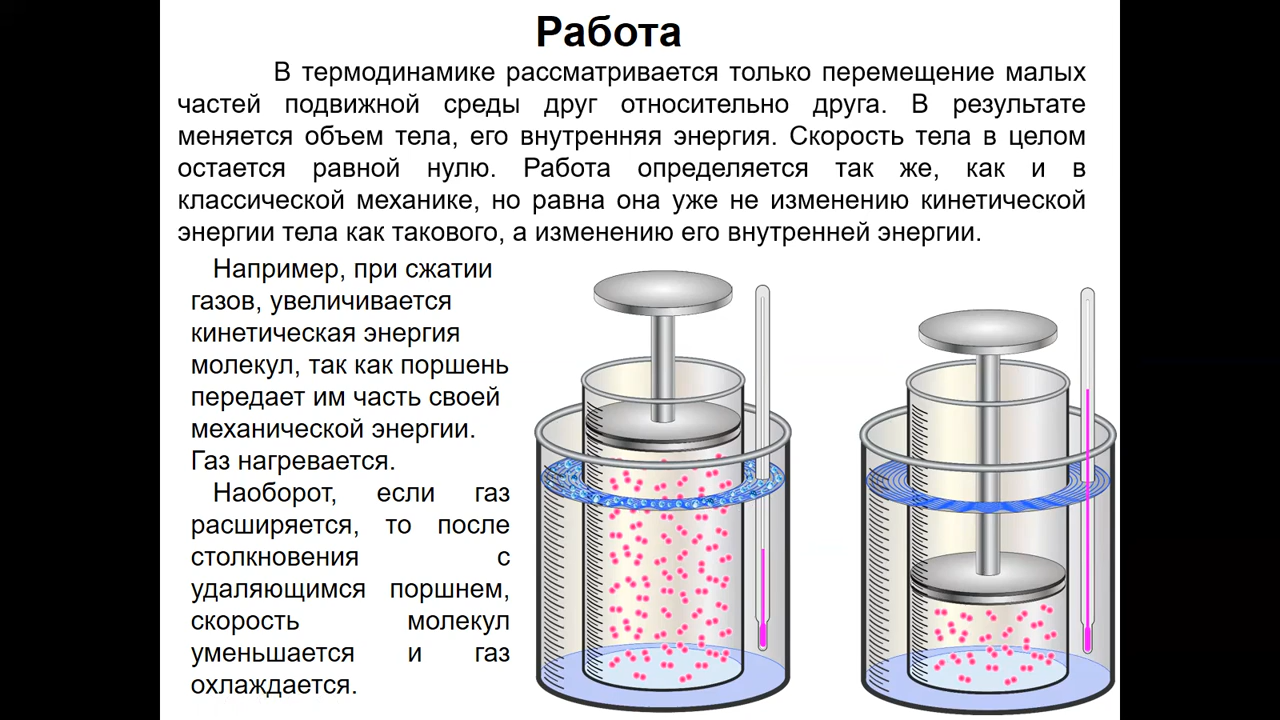 Работа
В термодинамике рассматривается только перемещение малых
частей подвижной среды друг относительно друга. В результате
меняется объем тела, его внутренняя энергия. Скорость тела в целом
остается равной нулю. Работа определяется так же, как и в
классической механике, но равна она уже не изменению кинетической
энергии тела как такового, а изменению его внутренней энергии.
Например, при сжатии
газов, увеличивается
кинетическая энергия
молекул, так как поршень
передает им часть своей
механической энергии.
Газ нагревается.
Наоборот, если газ
расширяется, то после
столкновения с
удаляющимся поршнем,
скорость молекул
уменьшается и газ
охлаждается.